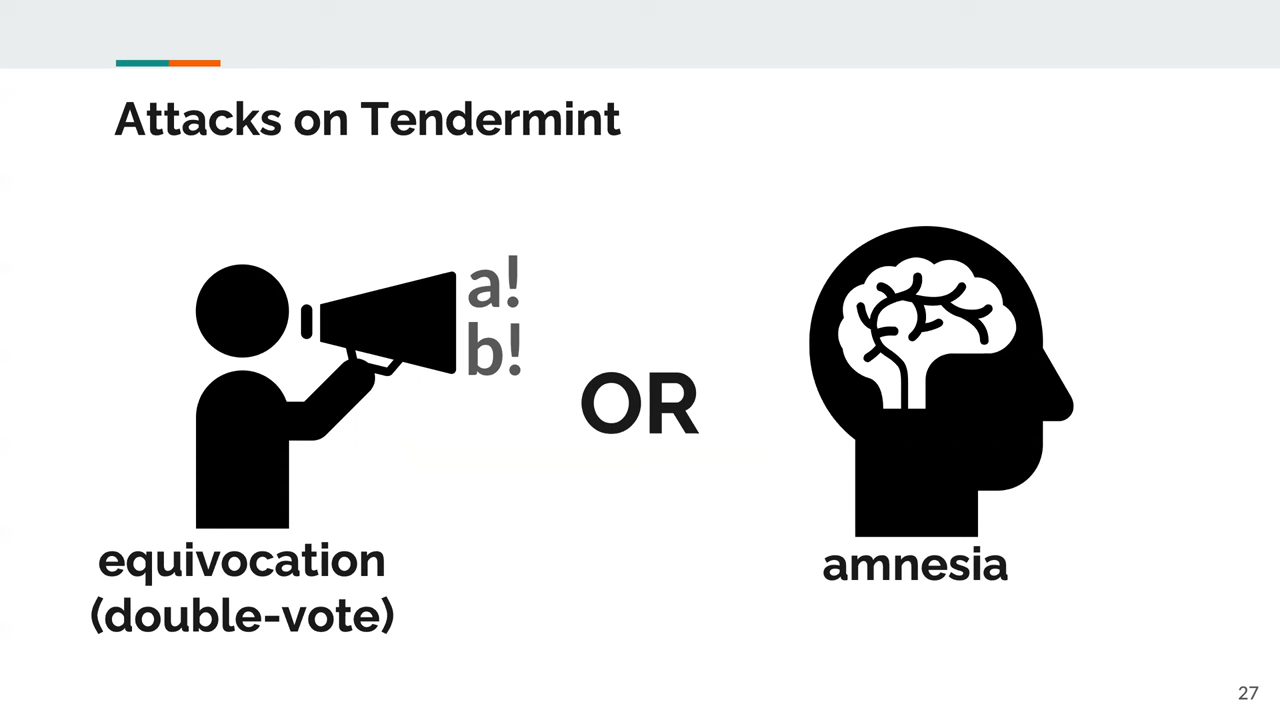 Attacks on Tendermint
a!
b!
OR
equivocation
(double-vote)
amnesia
27